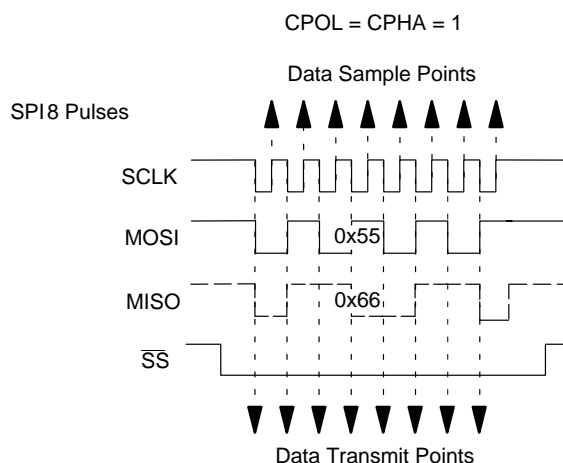 CPOL = CPHA = 1
Data Sample Points
SPI8 Pulses
SCLK
MOSI
0x55
MISO
0x66
SS
Data Transmit Points